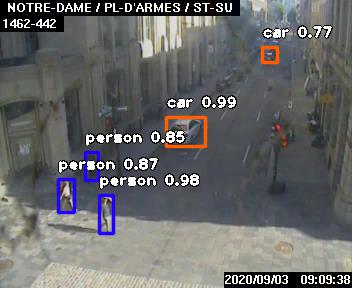 NOTRE-DAME / PL-D'ARMES / ST-SU
1462-442
car 0.77
car 0.99
person 0.85
person 0.87
person 0.98
2020/09/03 09:09:38